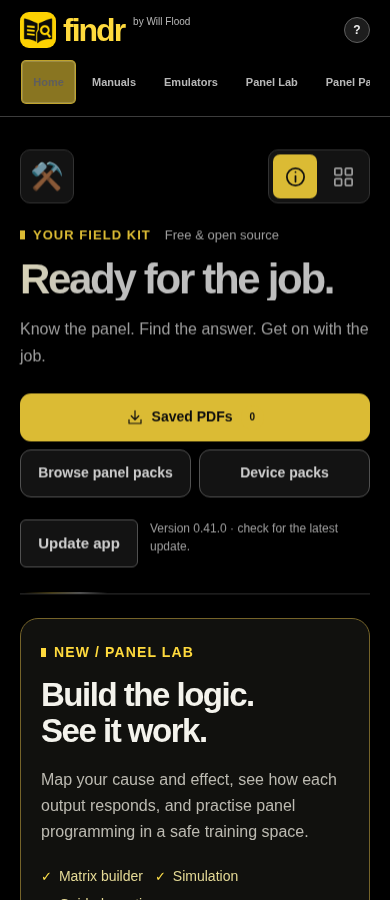 findr by Will Flood ?
Home Manuals Emulators Panel Lab Panel Pa
YOUR FIELD KIT Free & open source
Ready for the job.
Know the panel. Find the answer. Get on with the
job.
Saved PDFs 0
Browse panel packs Device packs
Update app Version 0.41.0 · check for the latest
update.
NEW / PANEL LAB
Build the logic.
See it work.
Map your cause and effect, see how each
output responds, and practise panel
programming in a safe training space.
✓ Matrix builder ✓ Simulation